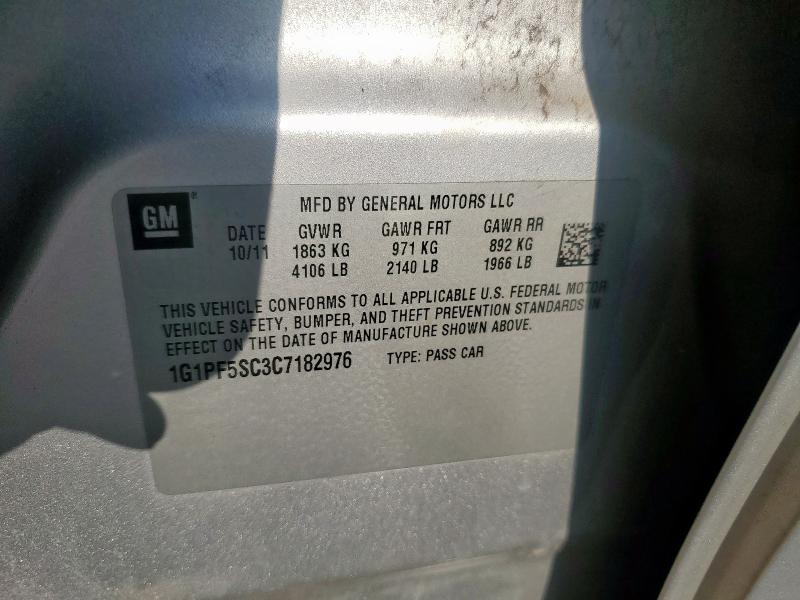 GM
MFD BY GENERAL MOTORS LLC
DATE GVWR GAWR FRT GAWR RR
10/11 1863 KG 971 KG 892 KG
4106 LB 2140 LB 1966 LB
THIS VEHICLE CONFORMS TO ALL APPLICABLE U.S. FEDERAL MOTOR
VEHICLE SAFETY, BUMPER, AND THEFT PREVENTION STANDARDS IN
EFFECT ON THE DATE OF MANUFACTURE SHOWN ABOVE.
1G1PF5SC3C7182976 TYPE: PASS CAR